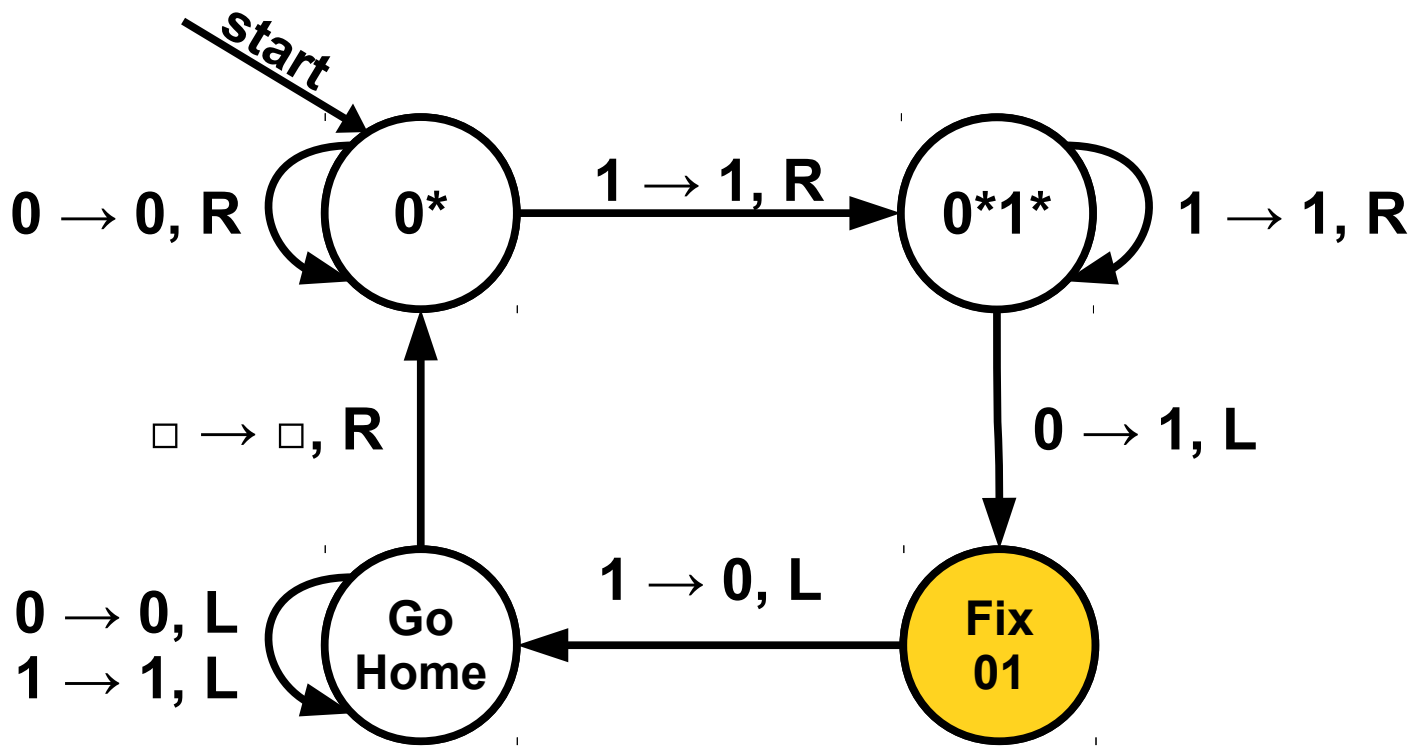 start
0 → 0, R
0*
1 → 1, R
0*1*
1 → 1, R
□ → □, R
0 → 1, L
0 → 0, L
1 → 1, L
Go
Home
1 → 0, L
Fix
01